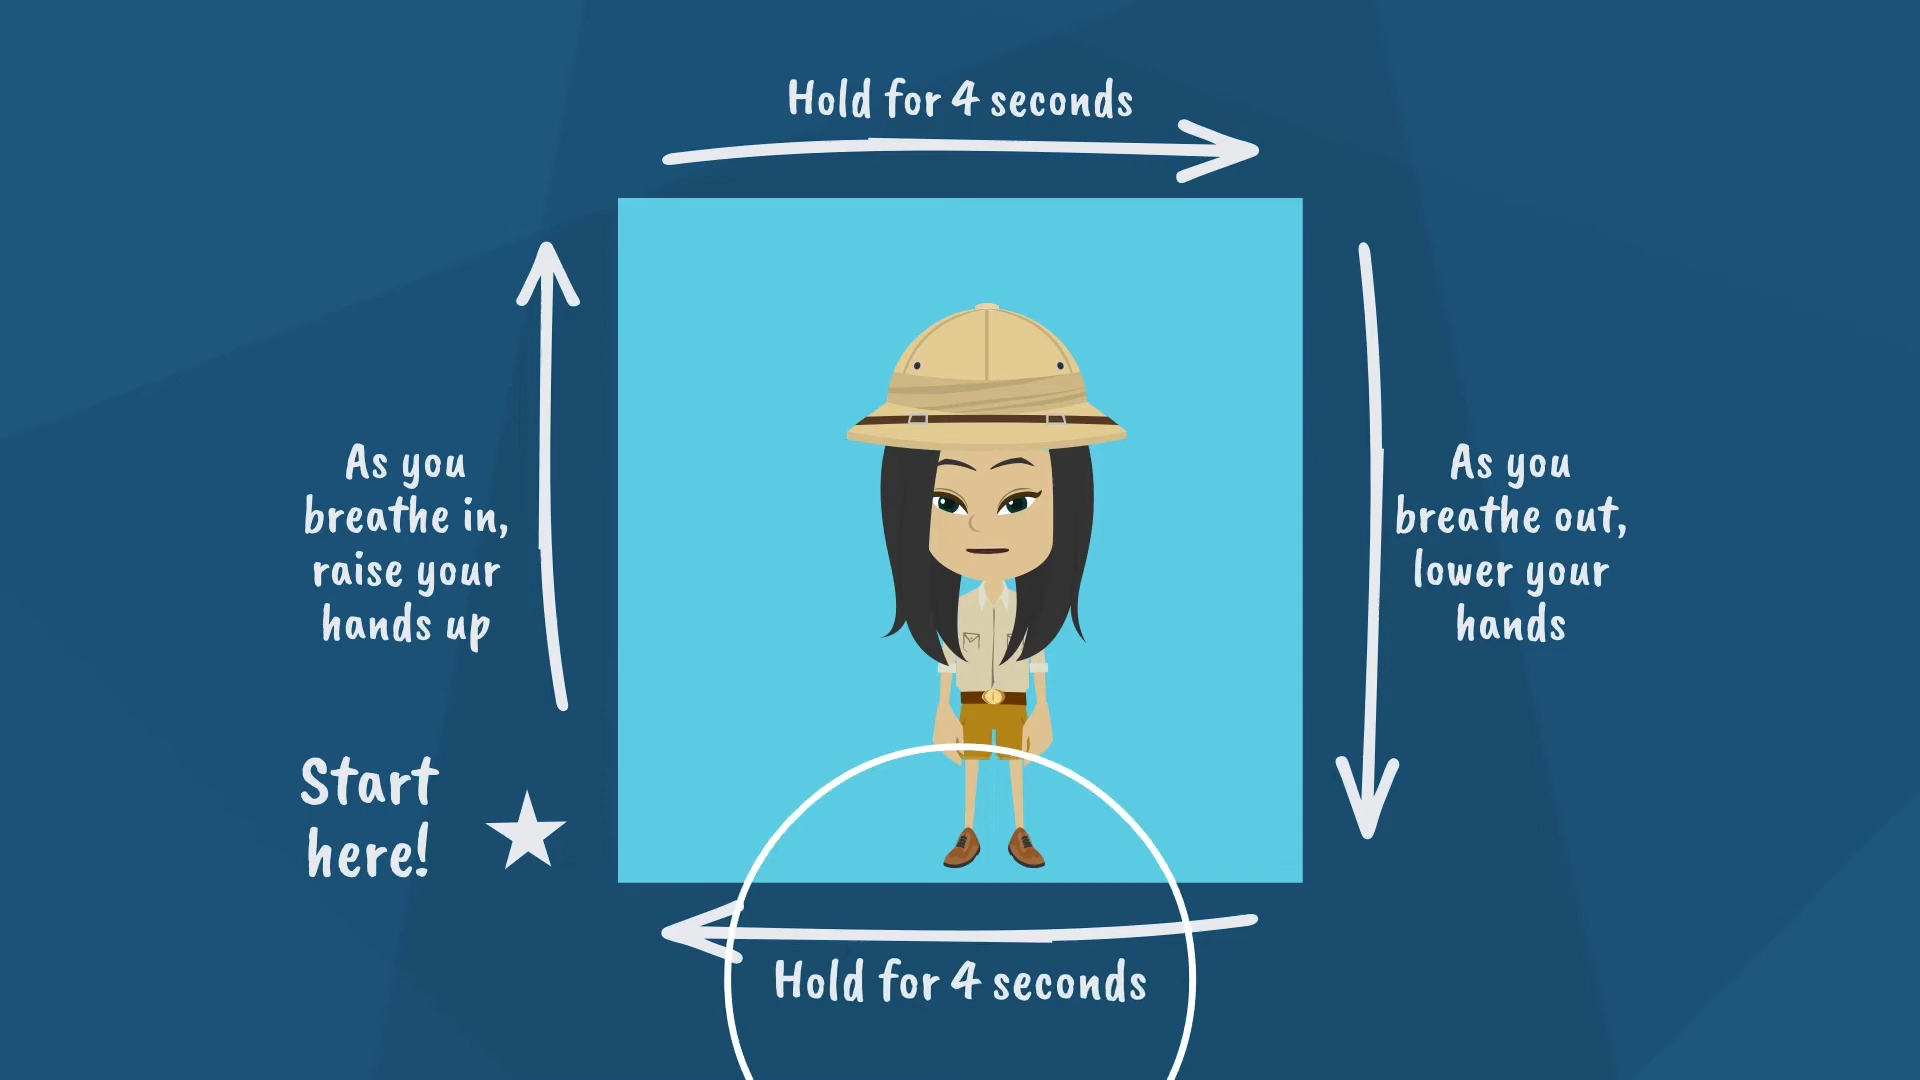 Hold for 4 seconds
As you
breathe in,
raise your
hands up
As you
breathe out,
lower your
hands
Start
here!
Hold for 4 seconds